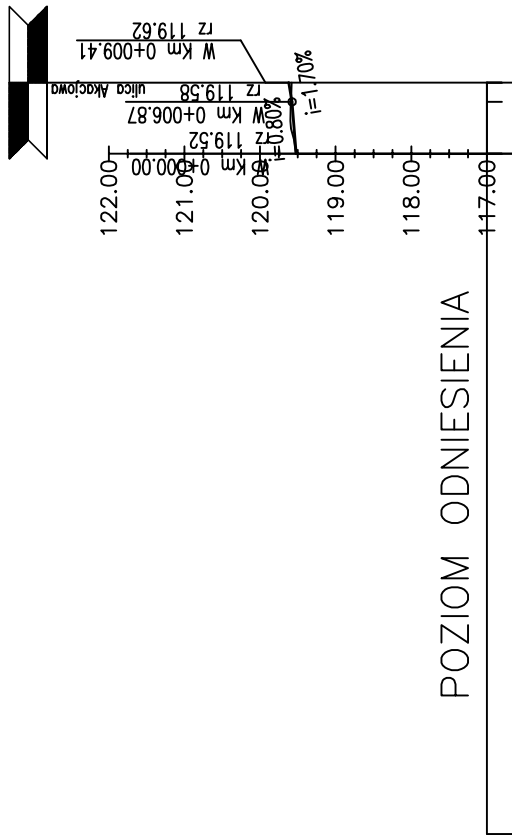 W Km 0+009.41
rz 119.62
ulica Akacjowa
W Km 0+006.87
rz 119.58
W Km 0+000.00
rz 119.52
i=0.80%
i=1.70%
122.00
121.00
120.00
119.00
118.00
117.00
POZIOM ODNIESIENIA